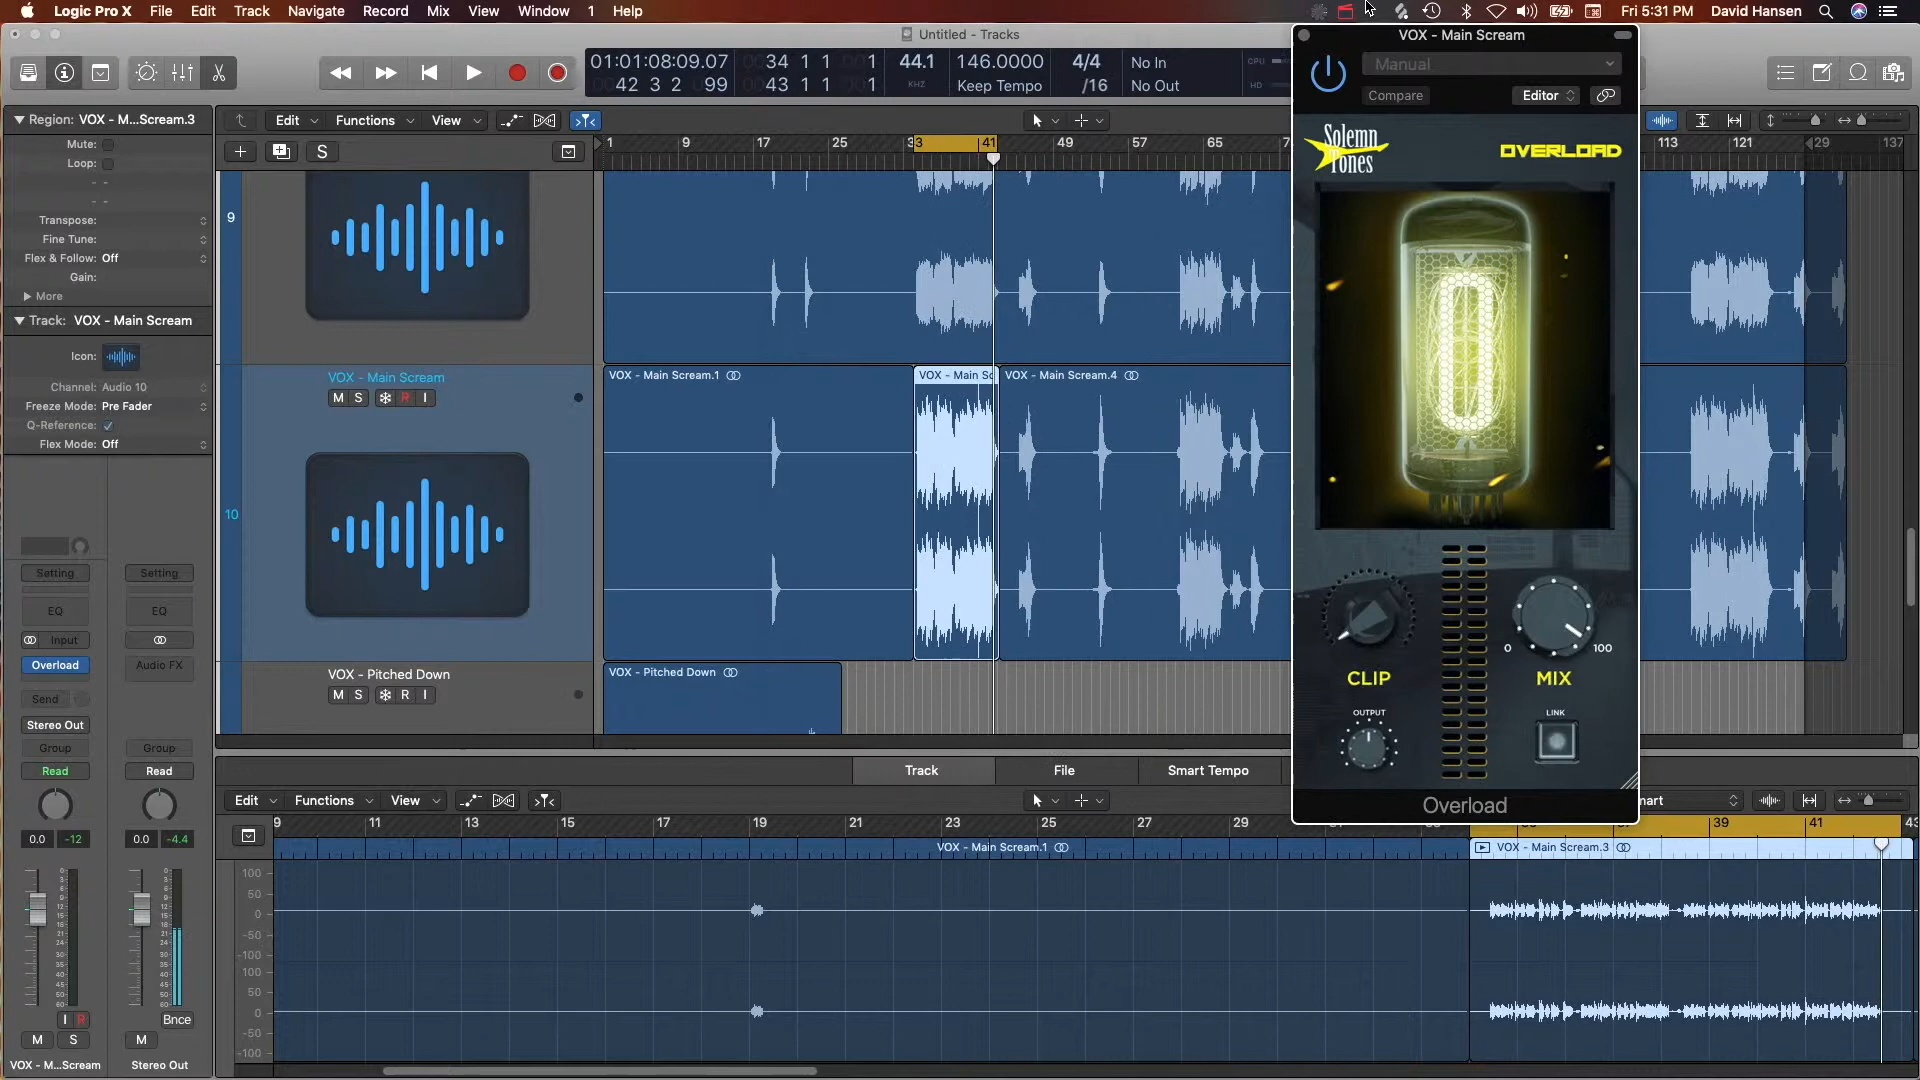 Logic Pro X File Edit Track Navigate Record Mix View Window 1 Help
Fri 5:31 PM David Hansen
Untitled - Tracks
01:01:08:09.07
42 3 2 99
34 1 1 1
43 1 1 1
44.1
KHZ
146.0000
Keep Tempo
4/4
/16
No In
No Out
CPU
HD
VOX - Main Scream
Manual
Compare
Editor
Solemn
Tones
OVERLOAD
0
CLIP
0
100
MIX
OUTPUT
LINK
Overload
Region: VOX - M...Scream.3
Mute:
Loop:
Transpose:
Fine Tune:
Flex & Follow: Off
Gain:
More
Track: VOX - Main Scream
Icon:
Channel: Audio 10
Freeze Mode: Pre Fader
Q-Reference:
Flex Mode: Off
Setting
Setting
EQ
EQ
Input
Overload
Audio FX
Send
Stereo Out
Group
Group
Read
Read
0.0 -12
0.0 -4.4
I R
Bnce
M S
M
VOX - M...Scream
Stereo Out
Edit Functions View
S
1 9 17 25 33 41 49 57 65 113 121 129 137
9
10
VOX - Main Scream
M S R I
VOX - Pitched Down
M S R I
VOX - Main Scream.1
VOX - Main Sc
VOX - Main Scream.4
VOX - Pitched Down
Track File Smart Tempo
Edit Functions View
mart
9 11 13 15 17 19 21 23 25 27 29 39 41 43
VOX - Main Scream.1
VOX - Main Scream.3
100
50
0
-50
-100
100
50
0
-50
-100